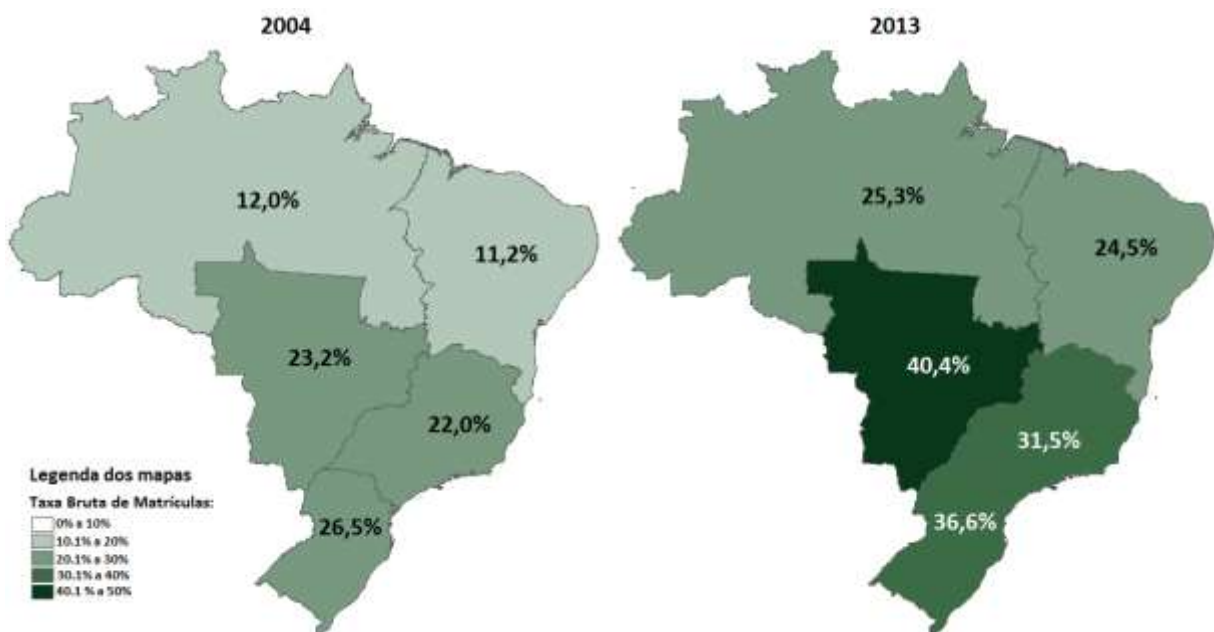 2004
2013
12,0%
11,2%
23,2%
22,0%
26,5%
25,3%
24,5%
40,4%
31,5%
36,6%
Legenda dos mapas
Taxa Bruta de Matrículas:
0% a 10%
10.1% a 20%
20.1% a 30%
30.1% a 40%
40.1 % a 50%